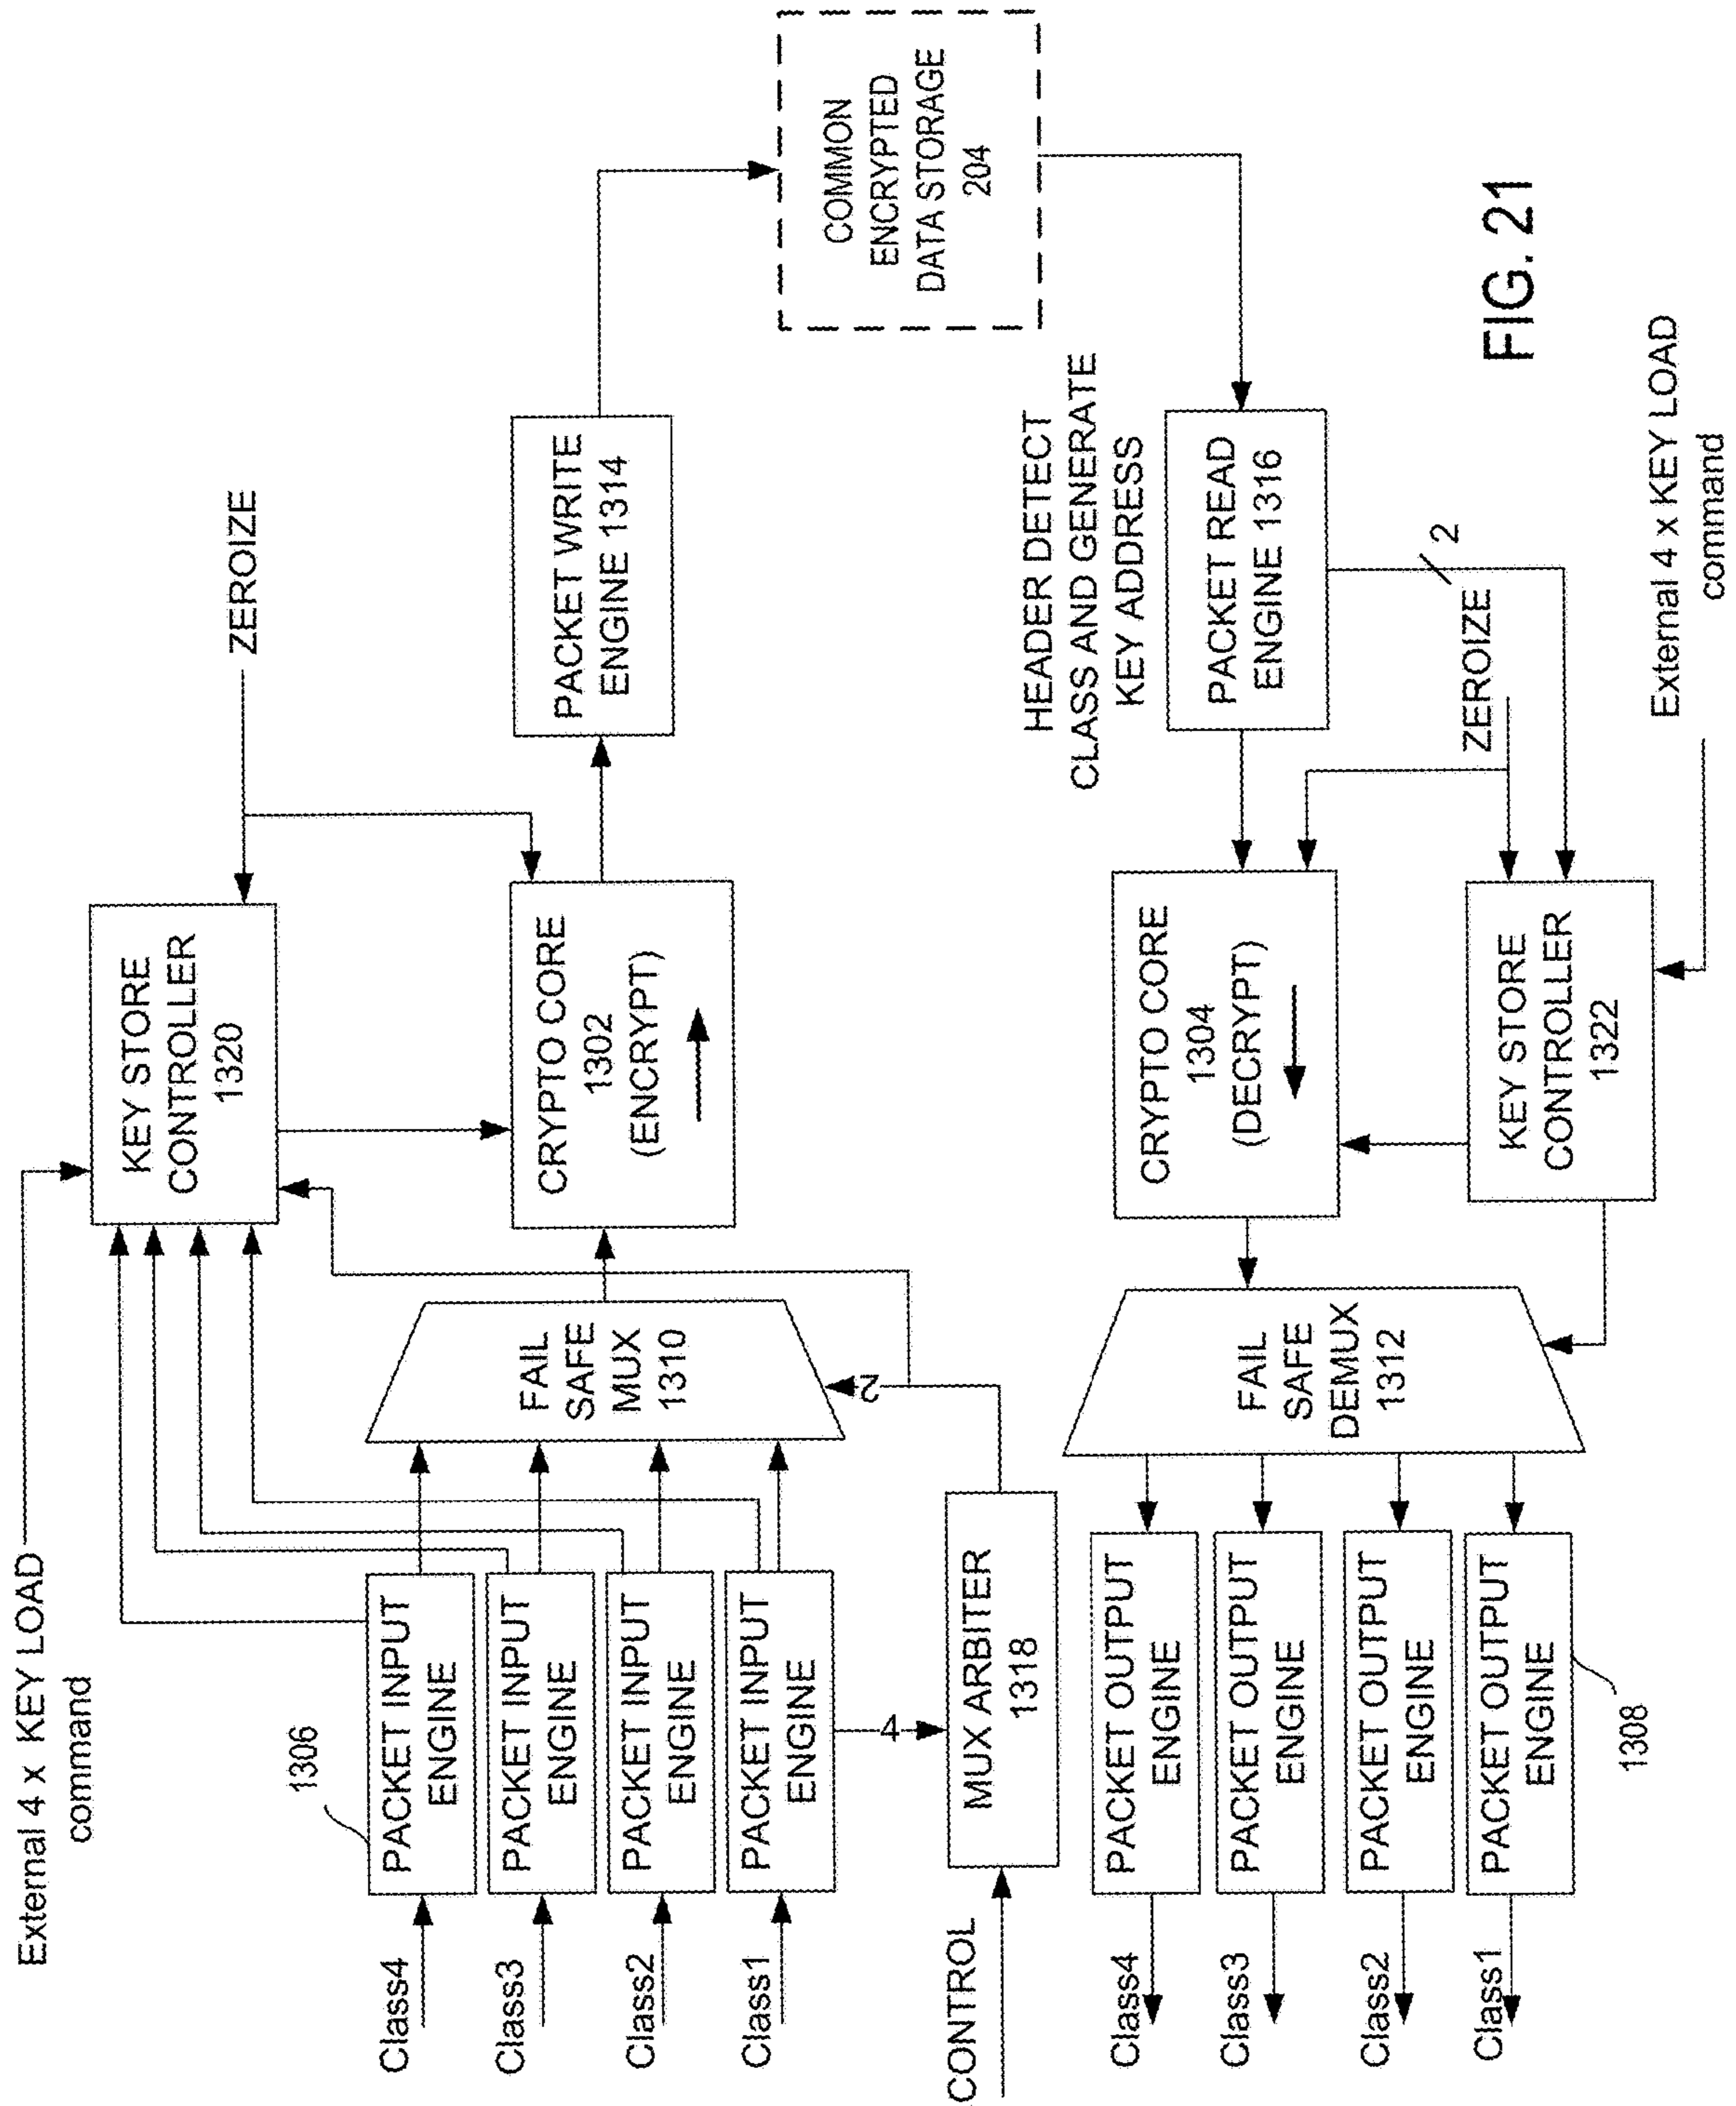 External 4 x KEY LOAD
command
KEY STORE
CONTROLLER
1320
ZEROIZE
1306
Class4
PACKET INPUT
ENGINE
Class3
PACKET INPUT
ENGINE
Class2
PACKET INPUT
ENGINE
Class1
PACKET INPUT
ENGINE
FAIL
SAFE
MUX
1310
CRYPTO CORE
1302
(ENCRYPT)
PACKET WRITE
ENGINE 1314
COMMON
ENCRYPTED
DATA STORAGE
204
4
2
CONTROL
MUX ARBITER
1318
HEADER DETECT
CLASS AND GENERATE
KEY ADDRESS
Class4
PACKET OUTPUT
ENGINE
Class3
PACKET OUTPUT
ENGINE
Class2
PACKET OUTPUT
ENGINE
Class1
PACKET OUTPUT
ENGINE
1308
FAIL
SAFE
DEMUX
1312
CRYPTO CORE
1304
(DECRYPT)
PACKET READ
ENGINE 1316
2
ZEROIZE
KEY STORE
CONTROLLER
1322
External 4 x KEY LOAD
command
FIG. 21